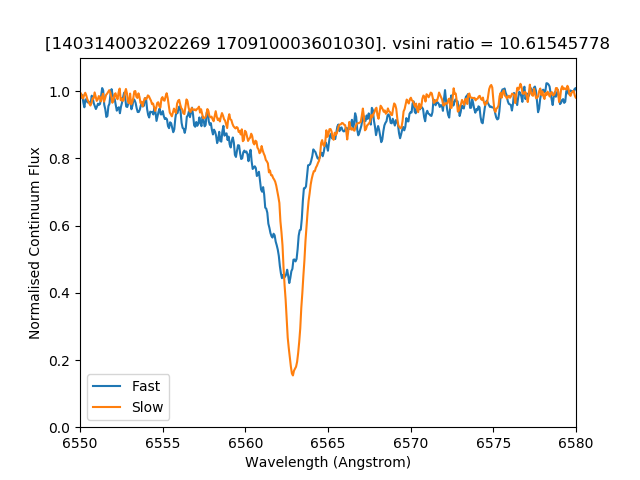 [140314003202269 170910003601030]. vsini ratio = 10.61545778
Normalised Continuum Flux
1.0
0.8
0.6
0.4
0.2
0.0
Fast
Slow
6550 6555 6560 6565 6570 6575 6580
Wavelength (Angstrom)